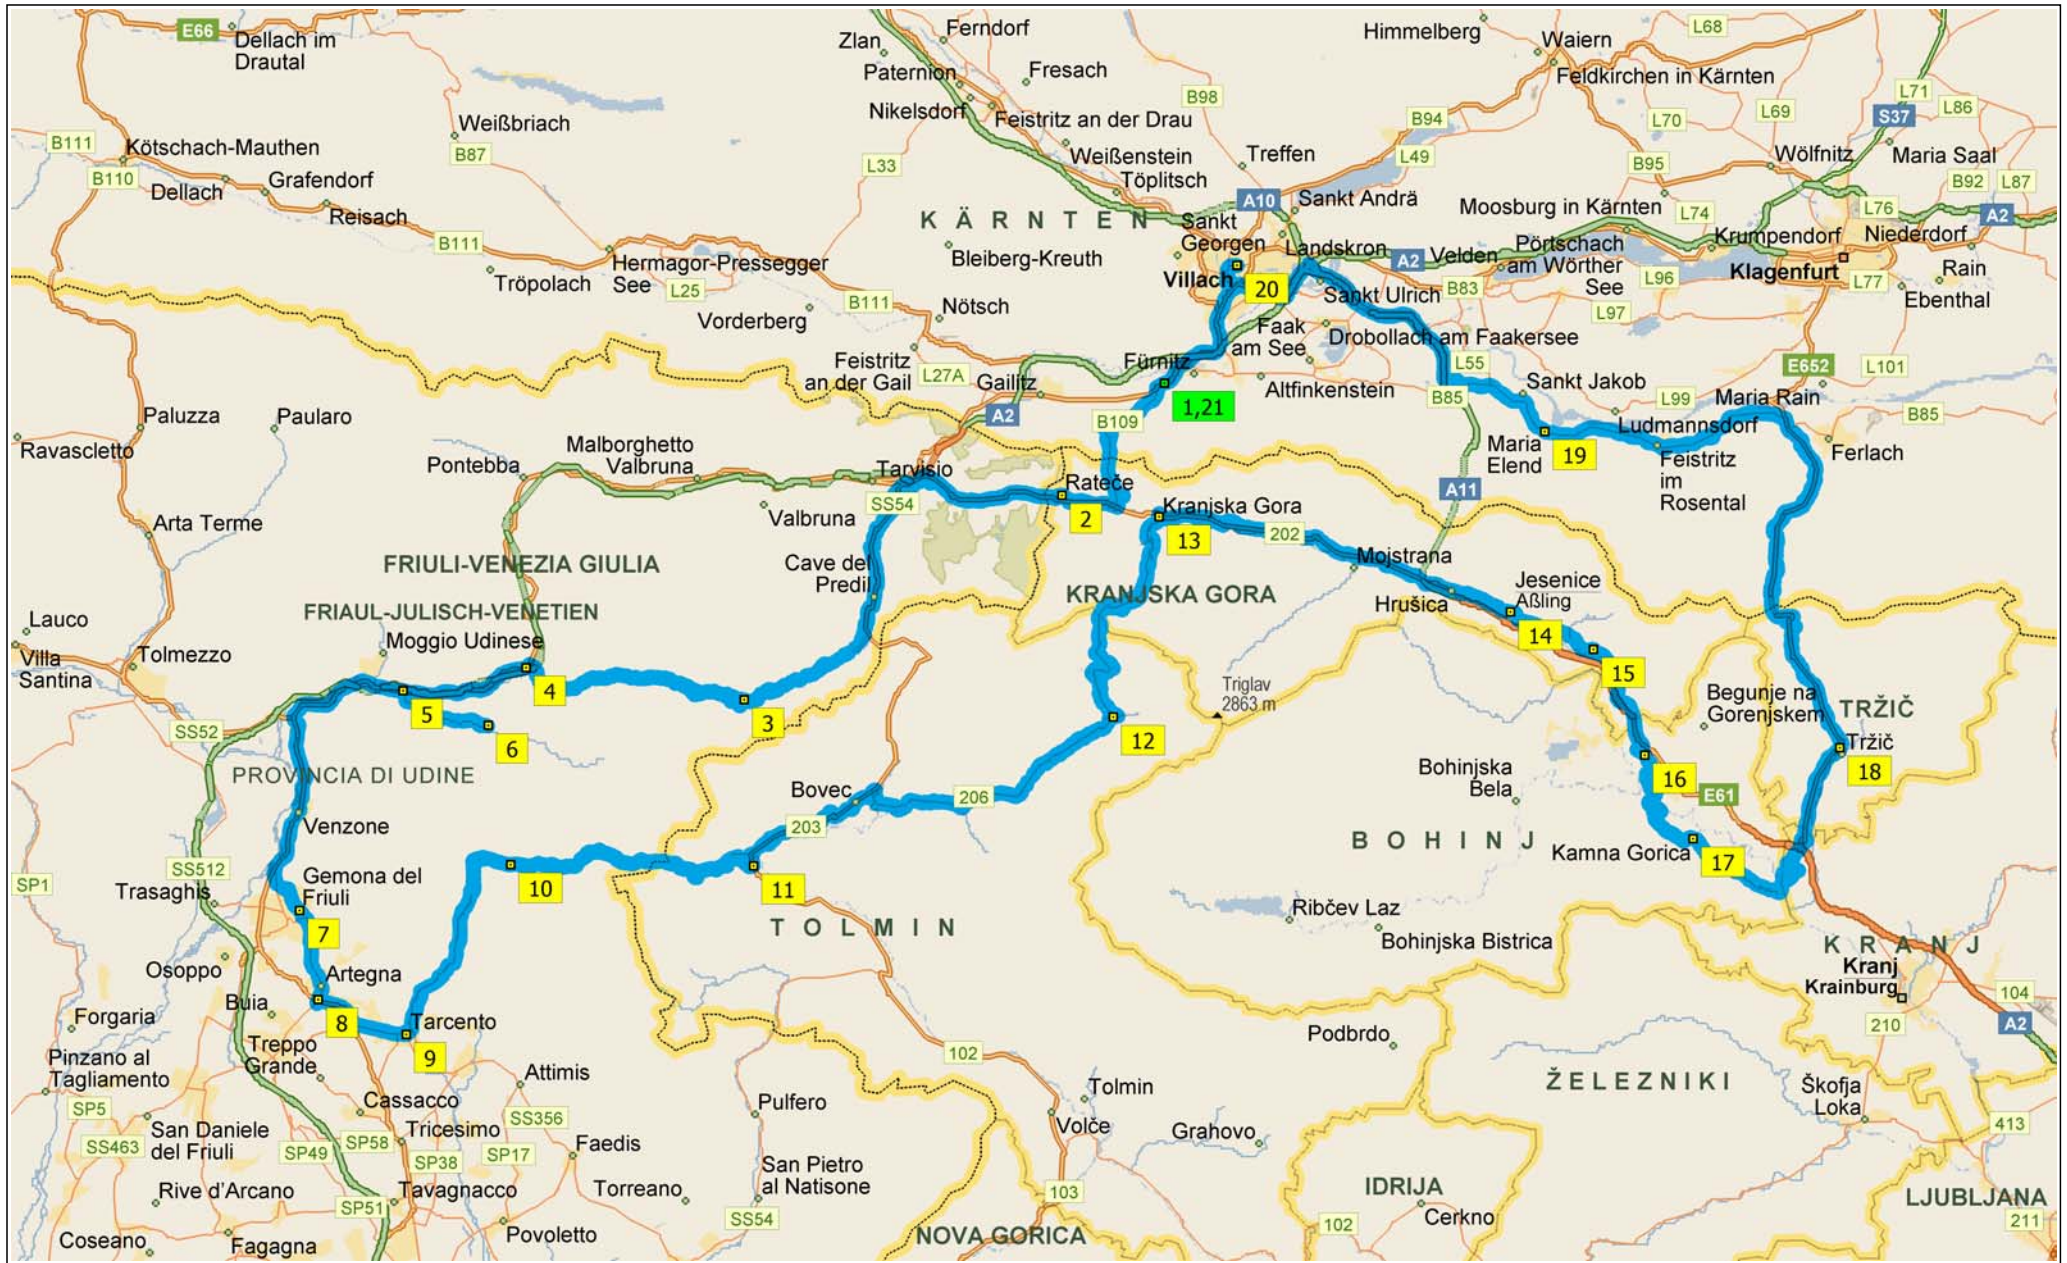 E66
Dellach im
Drautal
Zlan
Ferndorf
Paternion
Fresach
Nikelsdorf
Feistritz an der Drau
B98
Himmelberg
Waiern
L68
Feldkirchen in Kärnten
L71
L86
S37
L70
L69
B94
B111
Kötschach-Mauthen
B110
Dellach
Grafendorf
Reisach
Weißbriach
B87
L33
Weißenstein
Töplitsch
Treffen
L49
B95
Wölfnitz
Maria Saal
B92
L87
A10
Sankt Andrä
KÄRNTEN
Sankt
Georgen
Landskron
Moosburg in Kärnten
L74
L76
A2
B111
Tröpolach
Hermagor-Pressegger
See
L25
Bleiberg-Kreuth
Villach
20
A2
Velden
Pörtschach
am Wörther
See
Krumpendorf
Niederdorf
Klagenfurt
Rain
L96
L77
Ebenthal
B111
Nötsch
Vorderberg
Sankt Ulrich
B83
L97
Faak
am See
Drobollach am Faakersee
Feistritz
an der Gail
L27A
Gailitz
Fürnitz
Altfinkenstein
L55
Sankt Jakob
E652
L101
B85
L99
Maria Rain
B85
1,21
A2
B109
Paluzza
Paularo
Ravascletto
Malborghetto
Valbruna
Pontebba
Tarvisio
Maria
Elend
19
Ludmannsdorf
Feistritz
im
Rosental
Ferlach
A11
SS54
Valbruna
Rateče
2
Kranjska Gora
13
202
Arta Terme
FRIULI-VENEZIA GIULIA
FRIAUL-JULISCH-VENETIEN
Cave del
Predil
Mojstrana
KRANJSKA GORA
Hrušica
Jesenice
Aßling
14
15
Lauco
Villa
Santina
Tolmezzo
Moggio Udinese
4
3
5
6
SS52
Triglav
2863 m
12
Begunje na
Gorenjskem
TRŽIČ
Tržič
18
PROVINCIA DI UDINE
Bovec
206
203
Bohinjska
Bela
16
E61
Venzone
BOHINJ
Kamna Gorica
17
SP1
SS512
Trasaghis
Gemona del
Friuli
7
10
11
TOLMIN
Ribčev Laz
Bohinjska Bistrica
KRANJ
Kranj
Krainburg
Osoppo
Artegna
Buia
8
Tarcento
9
Forgaria
Treppo
Grande
104
A2
210
Pinzano al
Tagliamento
SP5
Attimis
102
Podbrdo
Cassacco
SS356
Tolmin
Pulfero
ŽELEZNIKI
Škofja
Loka
San Daniele
del Friuli
SS463
SP49
SP58
Tricesimo
SP38
SP17
Faedis
Volče
Grahovo
413
Rive d'Arcano
Tavagnacco
SP51
Torreano
San Pietro
al Natisone
SS54
103
IDRIJA
102
Cerkno
LJUBLJANA
211
Coseano
Fagagna
Povoletto
NOVA GORICA